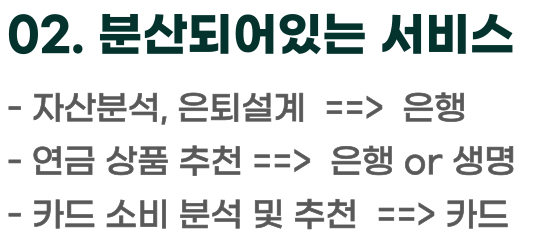 02. 분산되어있는 서비스
- 자산분석, 은퇴설계 ==> 은행
- 연금 상품 추천 ==> 은행 or 생명
- 카드 소비 분석 및 추천 ==> 카드